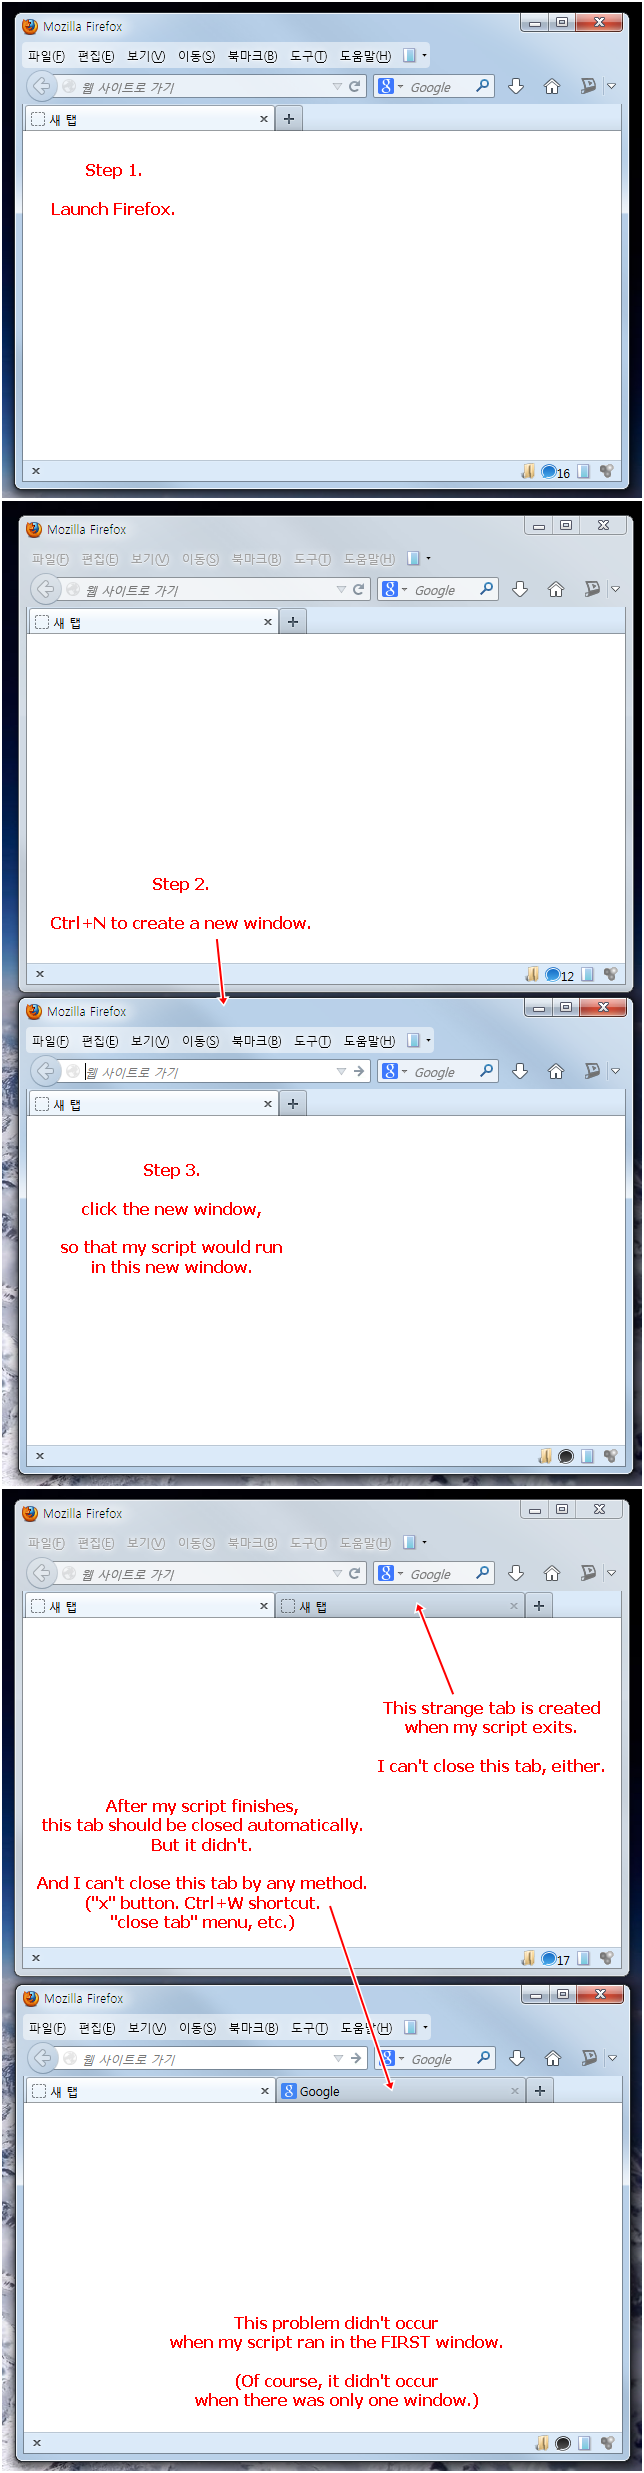 Mozilla Firefox
파일(F) 편집(E) 보기(V) 이동(S) 북마크(B) 도구(T) 도움말(H)
웹 사이트로 가기 Google
새 탭
Step 1.
Launch Firefox.
16
Mozilla Firefox
파일(F) 편집(E) 보기(V) 이동(S) 북마크(B) 도구(T) 도움말(H)
웹 사이트로 가기 Google
새 탭
Step 2.
Ctrl+N to create a new window.
12
Mozilla Firefox
파일(F) 편집(E) 보기(V) 이동(S) 북마크(B) 도구(T) 도움말(H)
웹 사이트로 가기 Google
새 탭
Step 3.
click the new window,
so that my script would run
in this new window.
Mozilla Firefox
파일(F) 편집(E) 보기(V) 이동(S) 북마크(B) 도구(T) 도움말(H)
웹 사이트로 가기 Google
새 탭 새 탭
This strange tab is created
when my script exits.
I can't close this tab, either.
After my script finishes,
this tab should be closed automatically.
But it didn't.
And I can't close this tab by any method.
("x" button. Ctrl+W shortcut.
"close tab" menu, etc.)
17
Mozilla Firefox
파일(F) 편집(E) 보기(V) 이동(S) 북마크(B) 도구(T) 도움말(H)
웹 사이트로 가기 Google
새 탭 Google
This problem didn't occur
when my script ran in the FIRST window.
(Of course, it didn't occur
when there was only one window.)